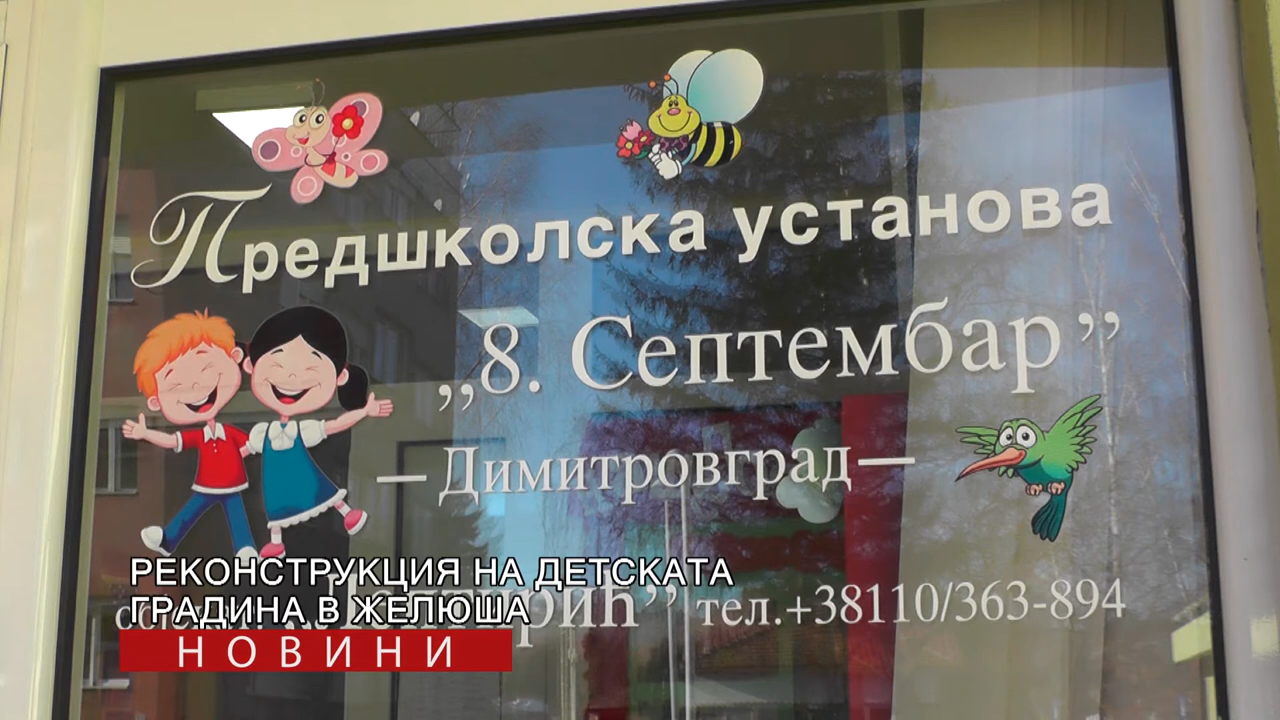 Предшколска установа
„8. Септембар”
—Димитровград—
РЕКОНСТРУКЦИЯ НА ДЕТСКАТА
ГРАДИНА В ЖЕЛЮША
тел.+38110/363-894
НОВИНИ